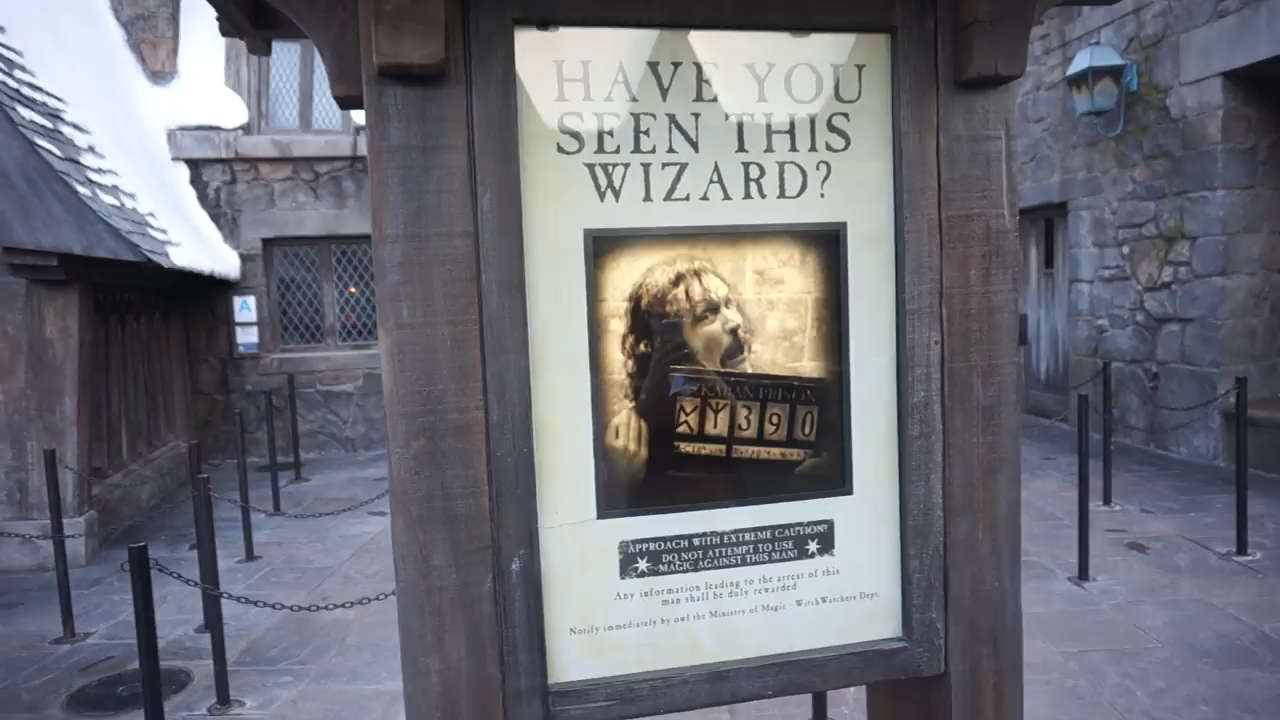 HAVE YOU
SEEN THIS
WIZARD?
A
KABAN PRISON
390
APPROACH WITH EXTREME CAUTION!
DO NOT ATTEMPT TO USE
MAGIC AGAINST THIS MAN!
Any information leading to the arrest of this
man shall be duly rewarded
Notify immediately by owl the Ministry of Magic - WitchWatchers Dept.